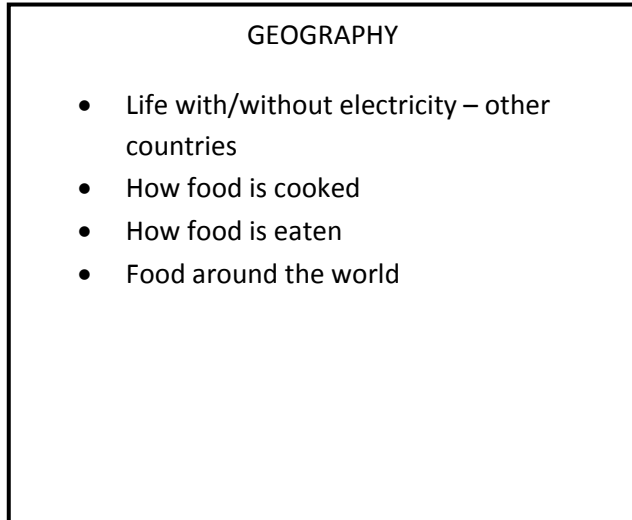 GEOGRAPHY
• Life with/without electricity – other
countries
• How food is cooked
• How food is eaten
• Food around the world